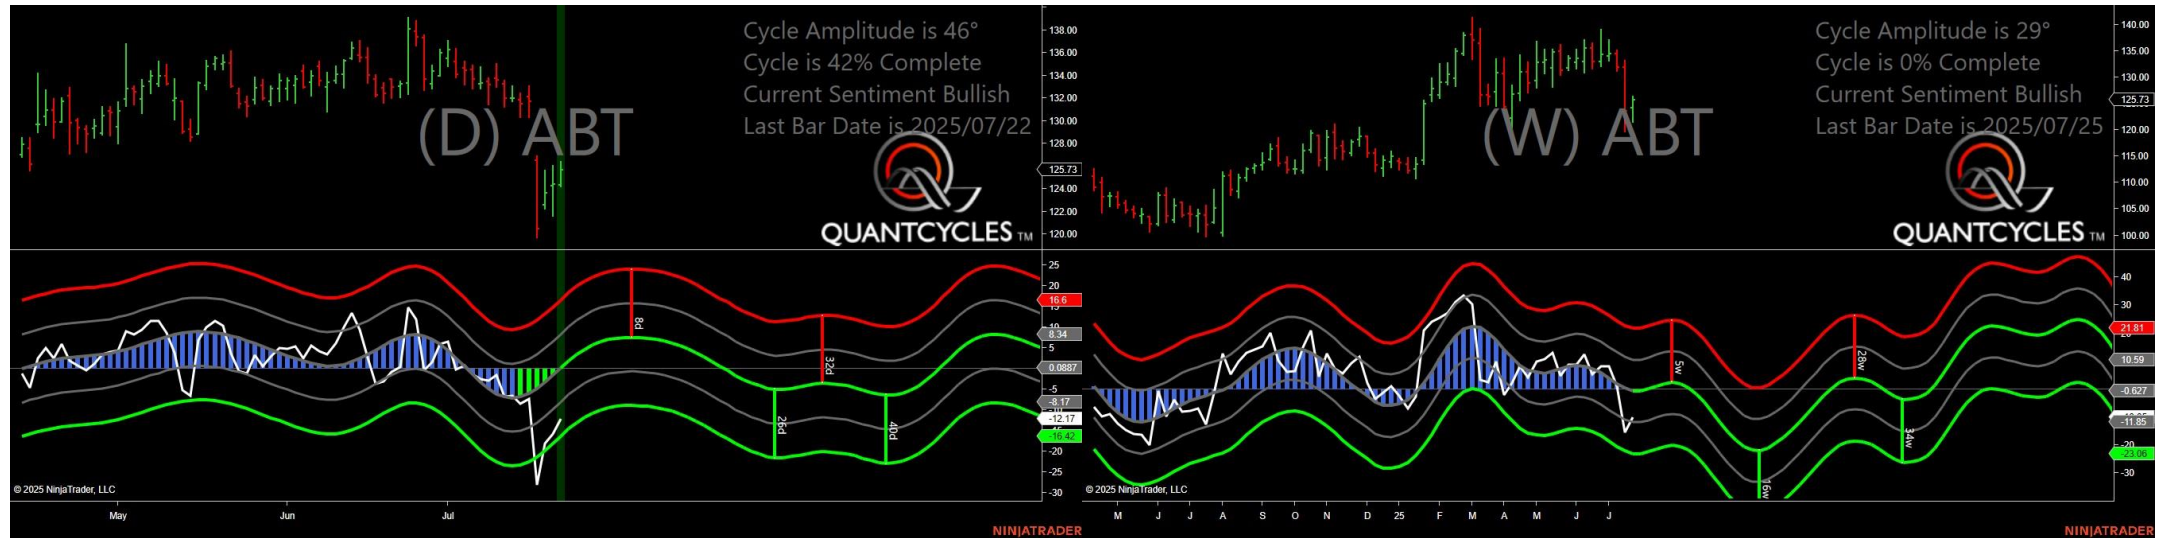 Cycle Amplitude is 46°
Cycle is 42% Complete
Current Sentiment Bullish
Last Bar Date is 2025/07/22
(D) ABT
QUANTCYCLES TM
138.00
136.00
134.00
132.00
130.00
128.00
125.73
124.00
122.00
120.00
25
20
16.6
10
8.34
5
0.0887
-5
-8.17
-12.17
-16.42
-20
-25
-30
8d
32d
26d
40d
© 2025 NinjaTrader, LLC
May Jun Jul
NINJATRADER
Cycle Amplitude is 29°
Cycle is 0% Complete
Current Sentiment Bullish
Last Bar Date is 2025/07/25
(W) ABT
QUANTCYCLES TM
140.00
135.00
130.00
125.73
120.00
115.00
110.00
105.00
100.00
40
30
21.81
10.59
-0.627
-11.85
-20
-23.06
-30
5w
28w
16w
34w
© 2025 NinjaTrader, LLC
M J J A S O N D 25 F M A M J J
NINJATRADER